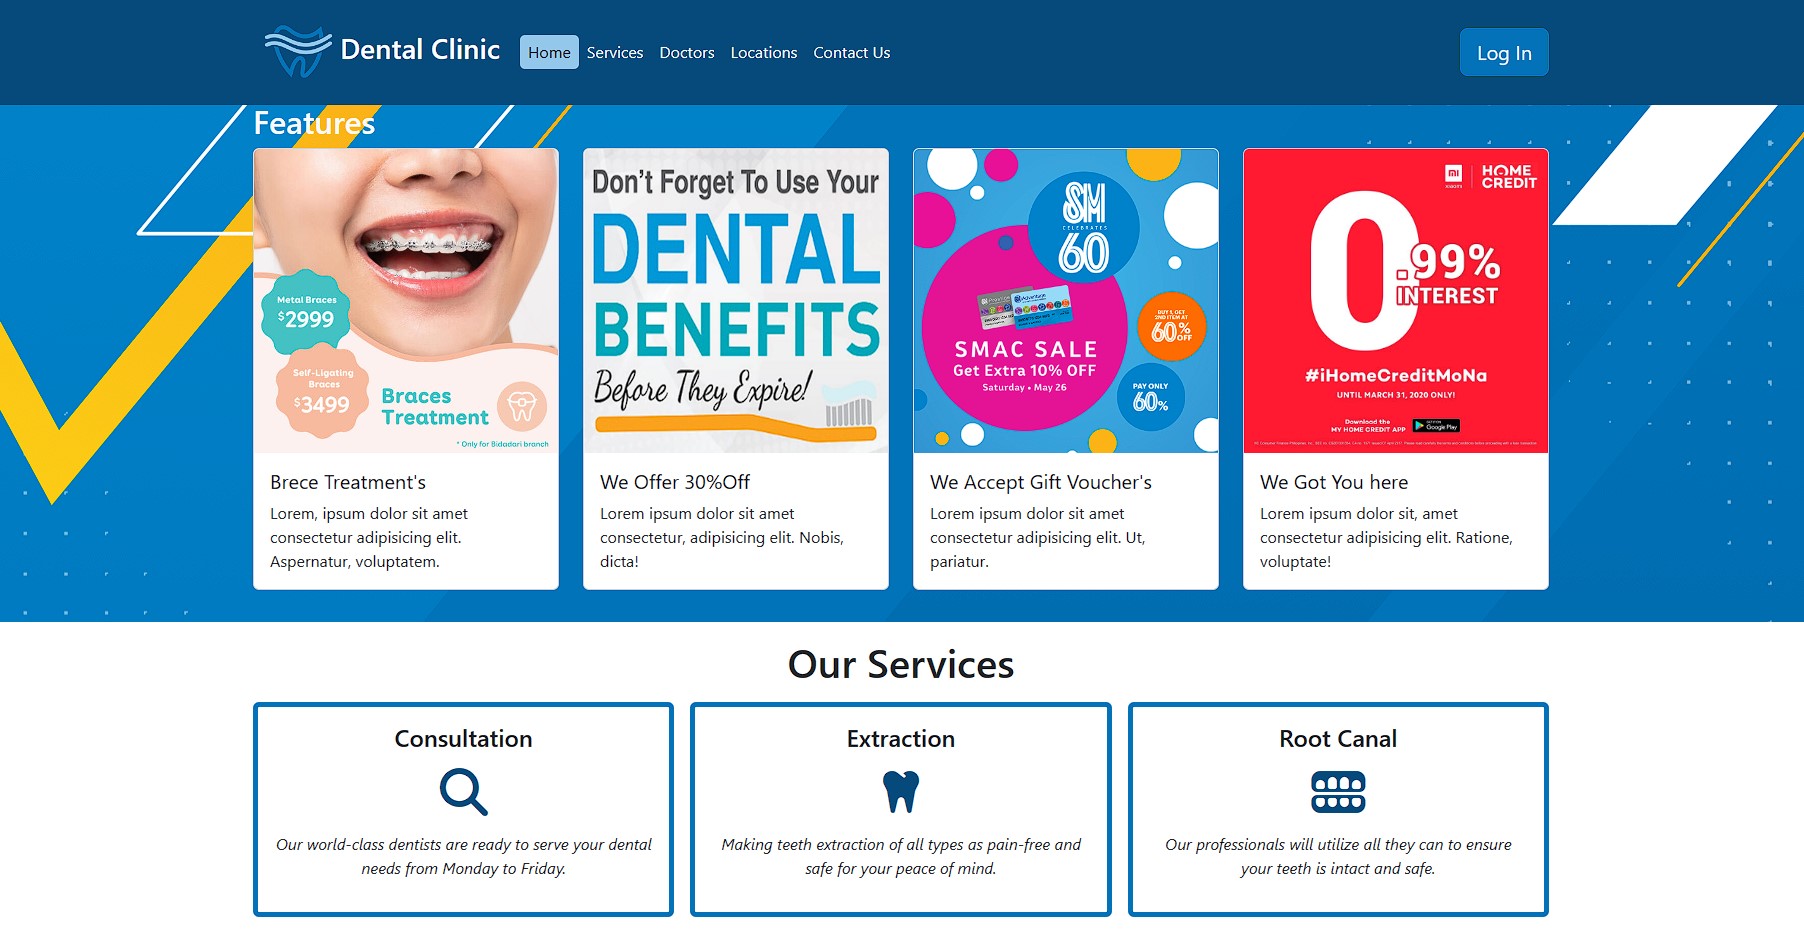 Dental Clinic
Home Services Doctors Locations Contact Us
Log In
Features
Metal Braces
$2999
Self-Ligating
Braces
$3499
Braces
Treatment
* Only for Bidadari branch
Brece Treatment's
Lorem, ipsum dolor sit amet
consectetur adipisicing elit.
Aspernatur, voluptatem.
Don't Forget To Use Your
DENTAL
BENEFITS
Before They Expire!
We Offer 30%Off
Lorem ipsum dolor sit amet
consectetur, adipisicing elit. Nobis,
dicta!
SM
CELEBRATES
60
SMAC SALE
Get Extra 10% OFF
Saturday • May 26
BUY 1, GET
2ND ITEM AT
60% OFF
PAY ONLY
60%
We Accept Gift Voucher's
Lorem ipsum dolor sit amet
consectetur adipisicing elit. Ut,
pariatur.
mi
xiaomi
HOME
CREDIT
0.99%
INTEREST
#iHomeCreditMoNa
UNTIL MARCH 31, 2020 ONLY!
Download the
MY HOME CREDIT APP
Google Play
We Got You here
Lorem ipsum dolor sit, amet
consectetur adipisicing elit. Ratione,
voluptate!
Our Services
Consultation
Our world-class dentists are ready to serve your dental
needs from Monday to Friday.
Extraction
Making teeth extraction of all types as pain-free and
safe for your peace of mind.
Root Canal
Our professionals will utilize all they can to ensure
your teeth is intact and safe.